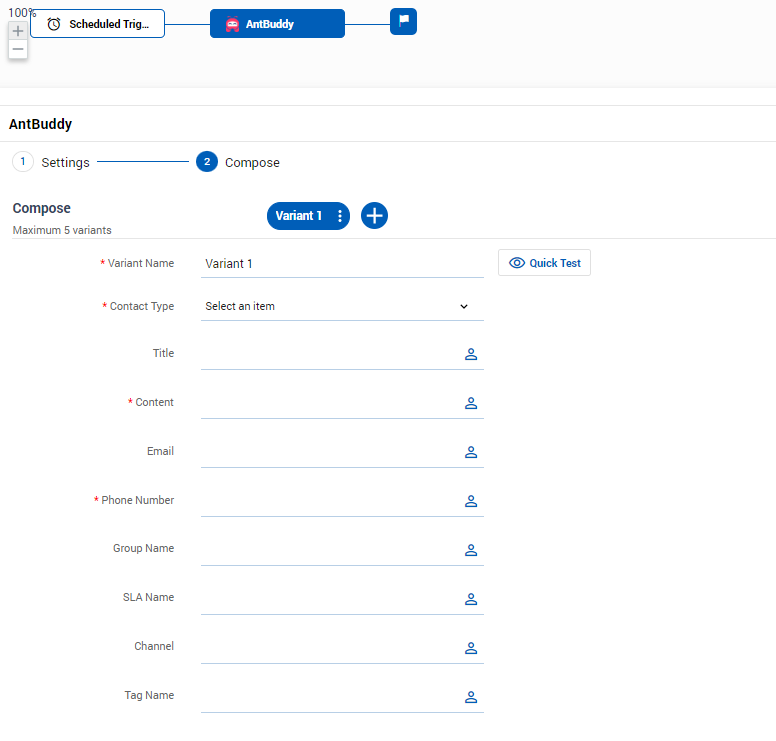 100%
Scheduled Trig...
AntBuddy
AntBuddy
1 Settings
2 Compose
Compose
Maximum 5 variants
Variant 1
* Variant Name
Variant 1
Quick Test
* Contact Type
Select an item
Title
* Content
Email
* Phone Number
Group Name
SLA Name
Channel
Tag Name